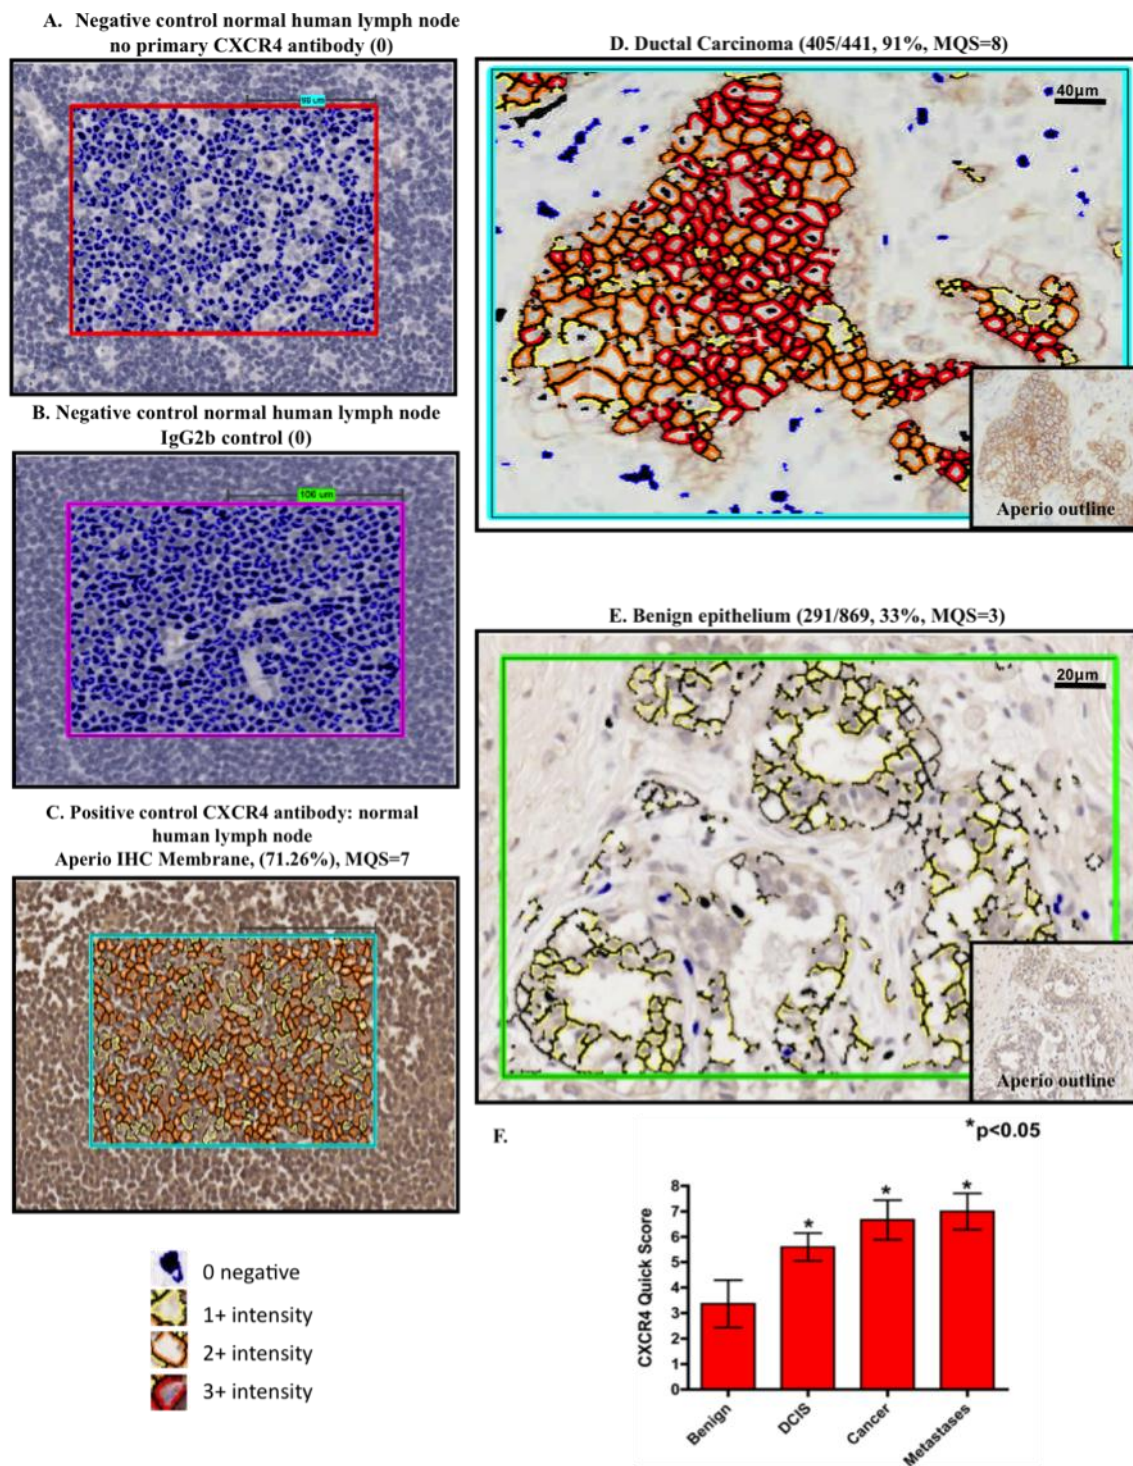 A. Negative control normal human lymph node
no primary CXCR4 antibody (0)
99 um
B. Negative control normal human lymph node
IgG2b control (0)
106 um
C. Positive control CXCR4 antibody: normal
human lymph node
Aperio IHC Membrane, (71.26%), MQS=7
0 negative
1+ intensity
2+ intensity
3+ intensity
D. Ductal Carcinoma (405/441, 91%, MQS=8)
40µm
Aperio outline
E. Benign epithelium (291/869, 33%, MQS=3)
20µm
Aperio outline
F.
*p<0.05
CXCR4 Quick Score
8
7
6
5
4
3
2
1
0
* * *
Benign
DCIS
Cancer
Metastases